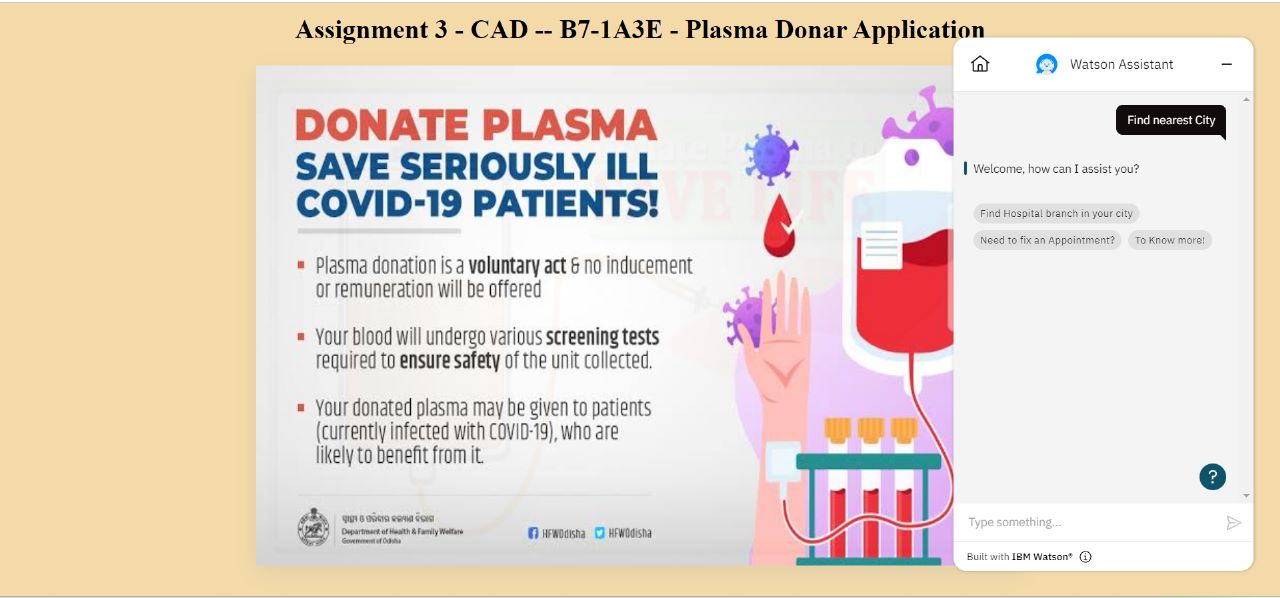 Assignment 3 - CAD -- B7-1A3E - Plasma Donar Application
DONATE PLASMA
SAVE SERIOUSLY ILL
COVID-19 PATIENTS!
Plasma donation is a voluntary act & no inducement
or remuneration will be offered
Your blood will undergo various screening tests
required to ensure safety of the unit collected.
Your donated plasma may be given to patients
(currently infected with COVID-19), who are
likely to benefit from it.
ସ୍ୱାସ୍ଥ୍ୟ ଓ ପରିବାର କଲ୍ୟାଣ ବିଭାଗ
Department of Health & Family Welfare
Government of Odisha
HFWOdisha
HFWOdisha
Watson Assistant
Find nearest City
Welcome, how can I assist you?
Find Hospital branch in your city
Need to fix an Appointment?
To Know more!
?
Type something...
Built with IBM Watson®